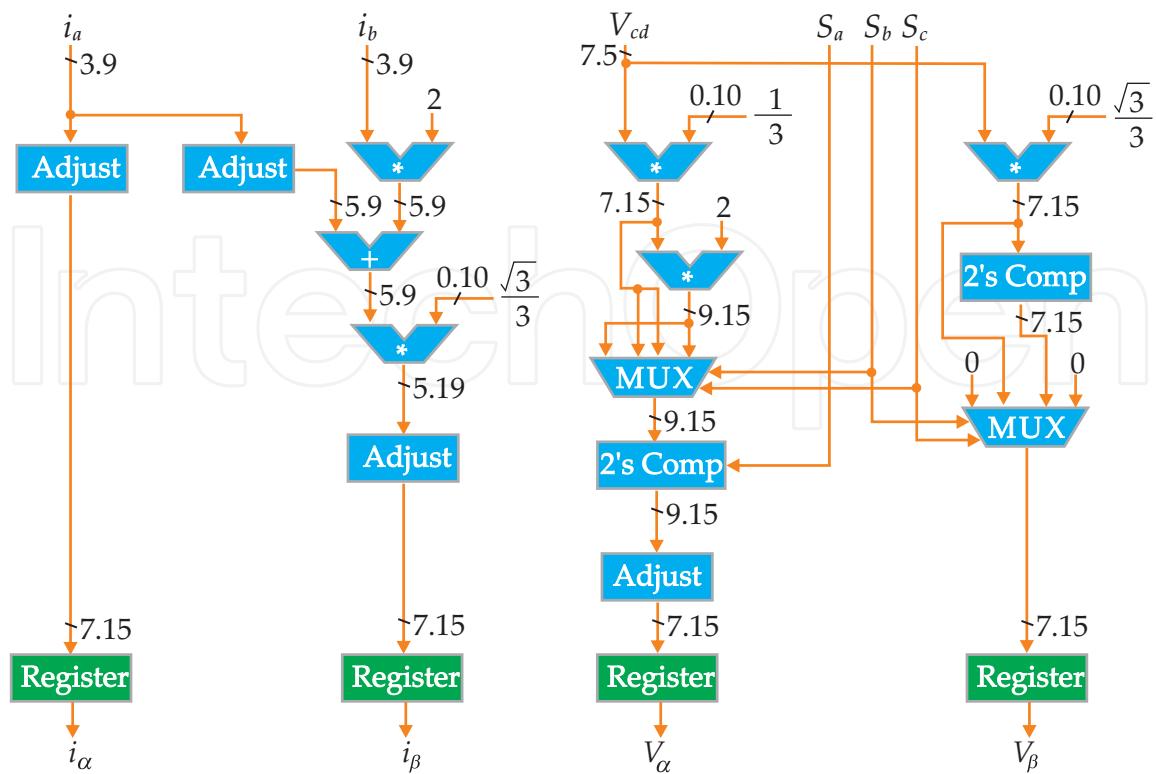 i_a i_b V_cd S_a S_b S_c
3.9 3.9 7.5
2 0.10 1/3 0.10 √3/3
Adjust Adjust * * *
5.9 5.9 7.15 2 7.15
+ * 2's Comp
5.9 0.10 √3/3 9.15 7.15
* MUX 0 0
5.19 9.15 MUX
Adjust 2's Comp
9.15
Adjust
7.15 7.15 7.15 7.15
Register Register Register Register
i_α i_β V_α V_β
IntechOpen